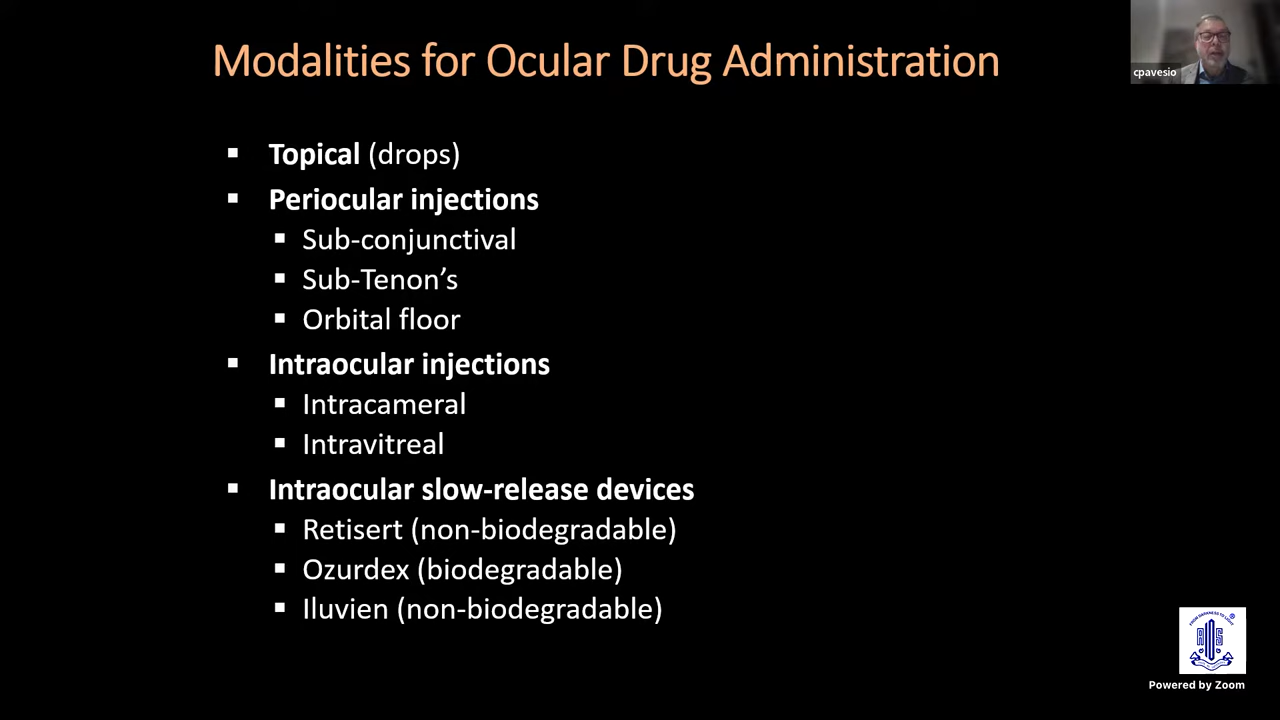 Modalities for Ocular Drug Administration
cpavesio
▪ Topical (drops)
▪ Periocular injections
▪ Sub-conjunctival
▪ Sub-Tenon’s
▪ Orbital floor
▪ Intraocular injections
▪ Intracameral
▪ Intravitreal
▪ Intraocular slow-release devices
▪ Retisert (non-biodegradable)
▪ Ozurdex (biodegradable)
▪ Iluvien (non-biodegradable)
Powered by Zoom